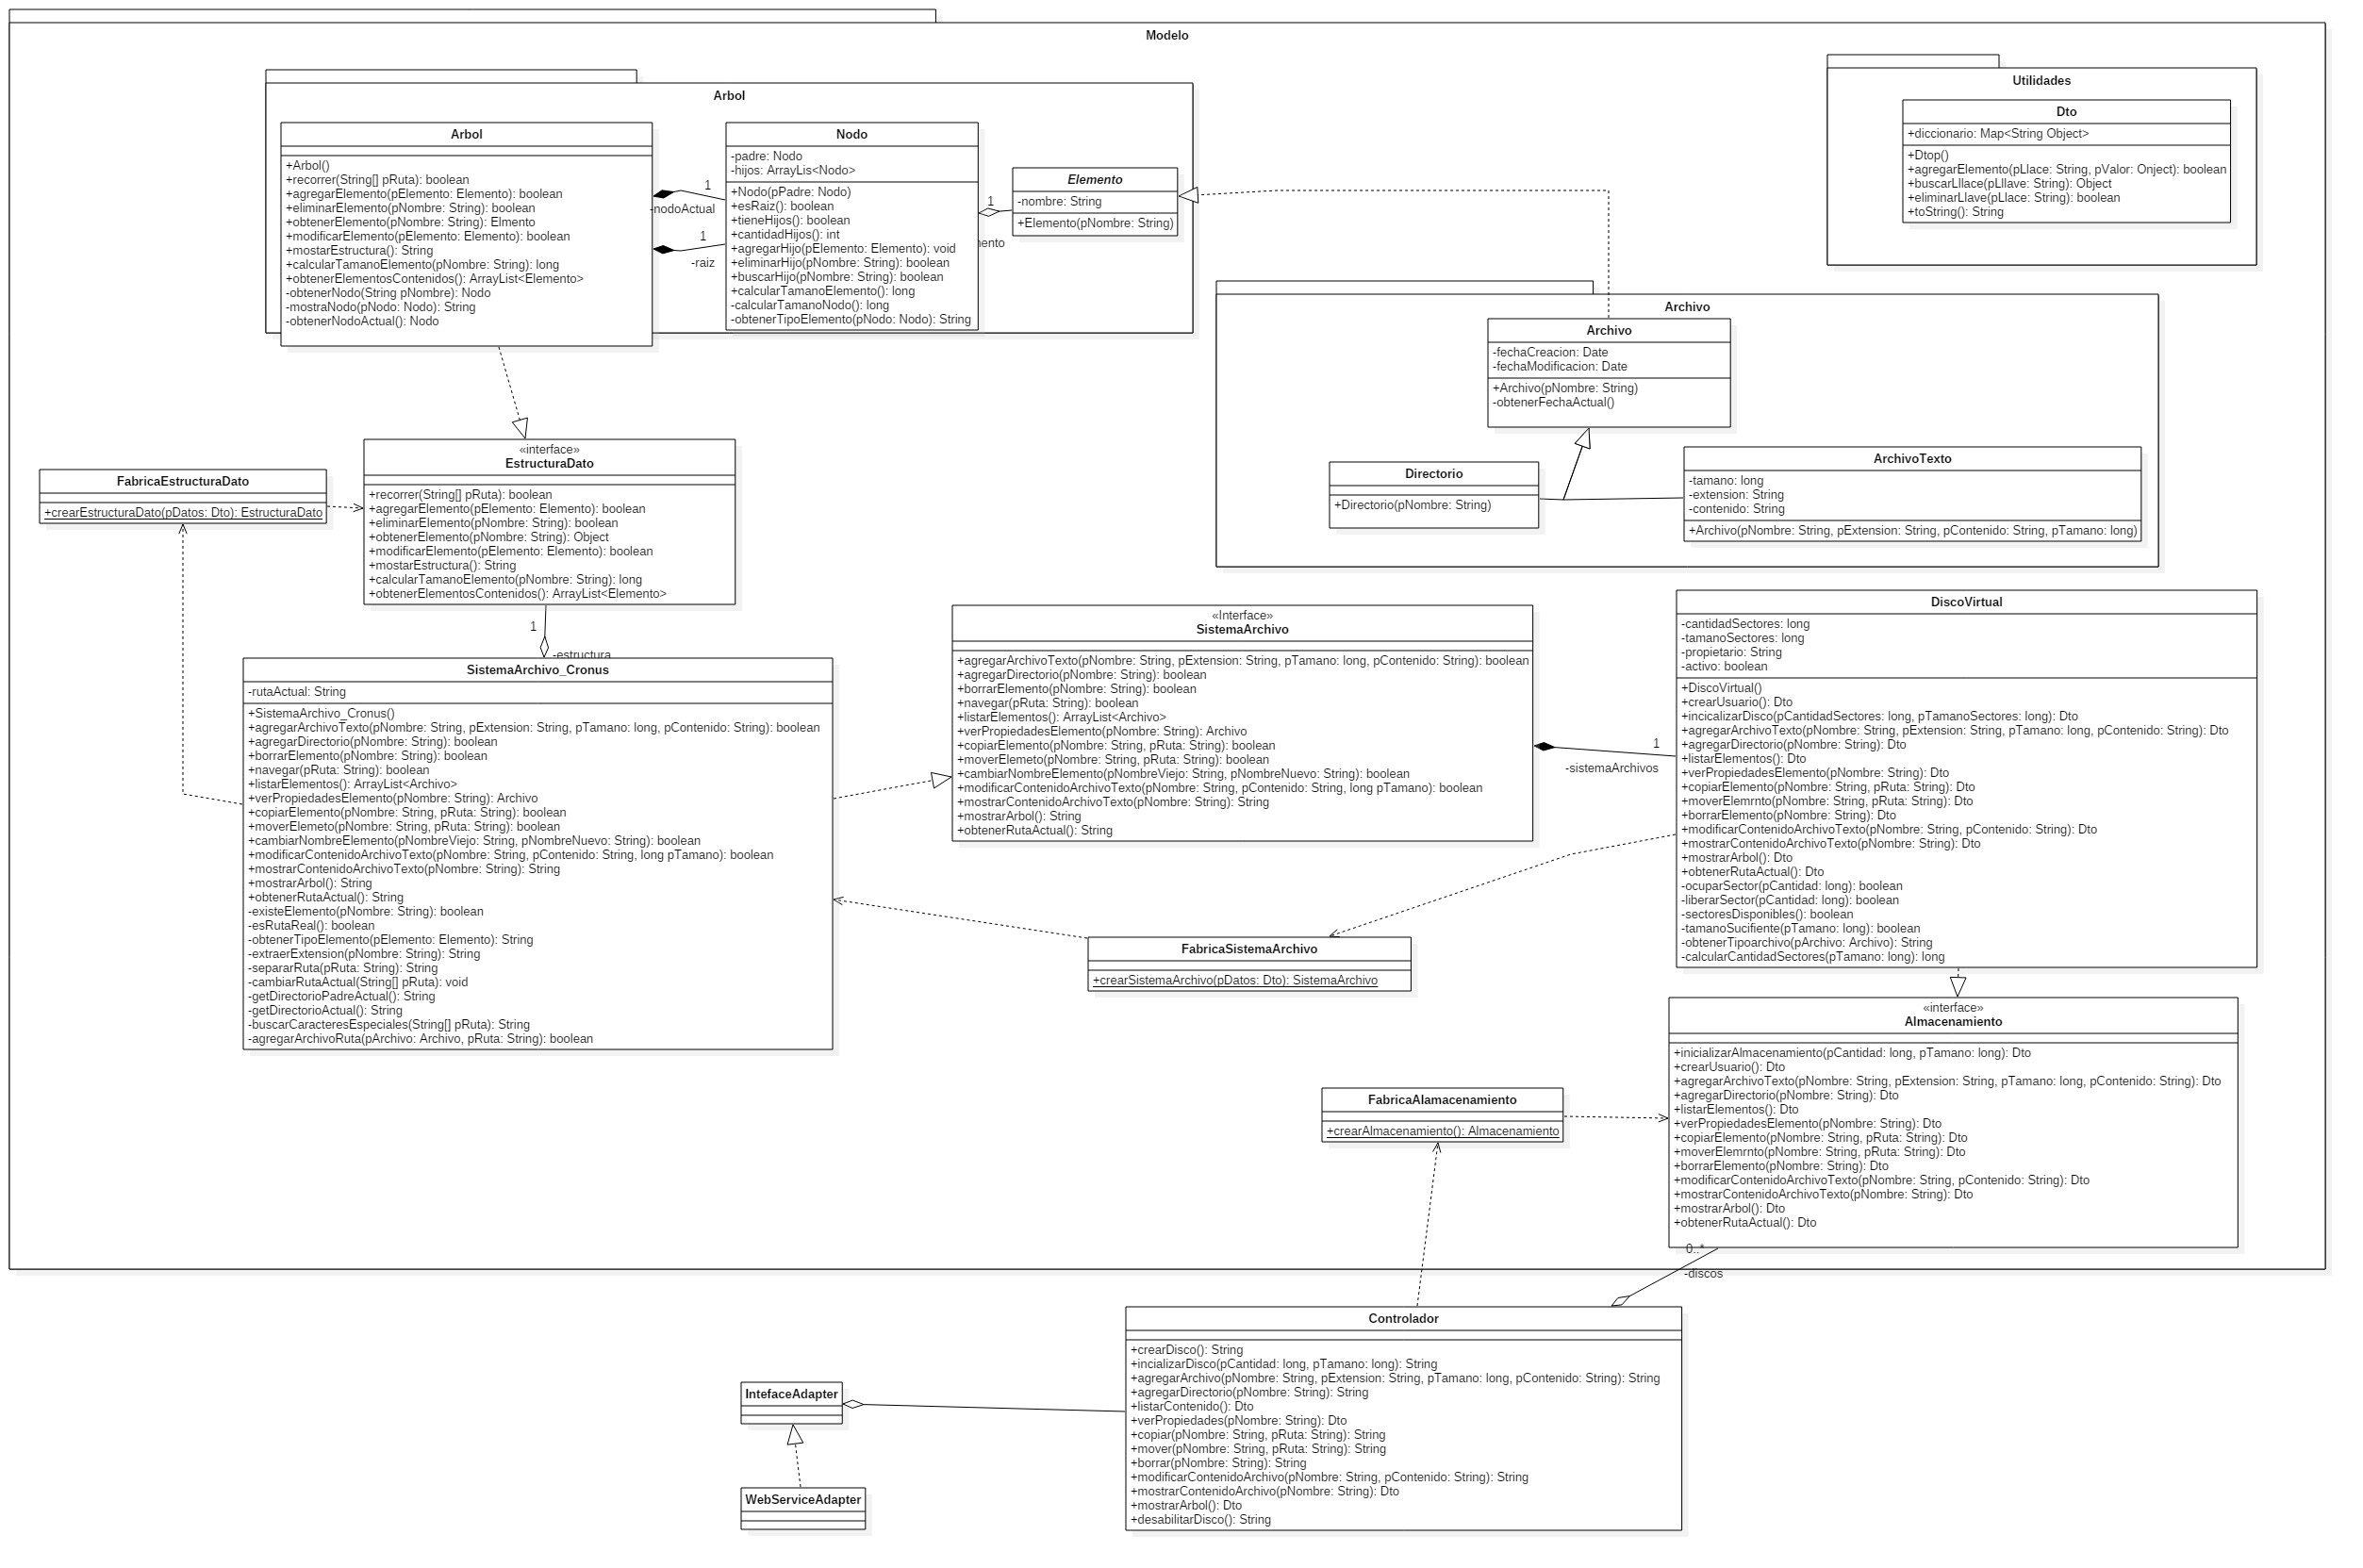 Modelo
Arbol
Arbol
+Arbol()
+recorrer(String[] pRuta): boolean
+agregarElemento(pElemento: Elemento): boolean
+eliminarElemento(pNombre: String): boolean
+obtenerElemento(pNombre: String): Elmento
+modificarElemento(pElemento: Elemento): boolean
+mostarEstructura(): String
+calcularTamanoElemento(pNombre: String): long
+obtenerElementosContenidos(): ArrayList<Elemento>
-obtenerNodo(String pNombre): Nodo
-mostraNodo(pNodo: Nodo): String
-obtenerNodoActual(): Nodo
1
-nodoActual
1
-raiz
Nodo
-padre: Nodo
-hijos: ArrayLis<Nodo>
+Nodo(pPadre: Nodo)
+esRaiz(): boolean
+tieneHijos(): boolean
+cantidadHijos(): int
+agregarHijo(pElemento: Elemento): void
+eliminarHijo(pNombre: String): boolean
+buscarHijo(pNombre: String): boolean
+calcularTamanoElemento(): long
-calcularTamanoNodo(): long
-obtenerTipoElemento(pNodo: Nodo): String
1
ento
Elemento
-nombre: String
+Elemento(pNombre: String)
Utilidades
Dto
+diccionario: Map<String Object>
+Dtop()
+agregarElemento(pLlace: String, pValor: Onject): boolean
+buscarLlace(pLllave: String): Object
+eliminarLlave(pLlace: String): boolean
+toString(): String
Archivo
Archivo
-fechaCreacion: Date
-fechaModificacion: Date
+Archivo(pNombre: String)
-obtenerFechaActual()
Directorio
+Directorio(pNombre: String)
ArchivoTexto
-tamano: long
-extension: String
-contenido: String
+Archivo(pNombre: String, pExtension: String, pContenido: String, pTamano: long)
FabricaEstructuraDato
+crearEstructuraDato(pDatos: Dto): EstructuraDato
«interface»
EstructuraDato
+recorrer(String[] pRuta): boolean
+agregarElemento(pElemento: Elemento): boolean
+eliminarElemento(pNombre: String): boolean
+obtenerElemento(pNombre: String): Object
+modificarElemento(pElemento: Elemento): boolean
+mostarEstructura(): String
+calcularTamanoElemento(pNombre: String): long
+obtenerElementosContenidos(): ArrayList<Elemento>
1
-estructura
SistemaArchivo_Cronus
-rutaActual: String
+SistemaArchivo_Cronus()
+agregarArchivoTexto(pNombre: String, pExtension: String, pTamano: long, pContenido: String): boolean
+agregarDirectorio(pNombre: String): boolean
+borrarElemento(pNombre: String): boolean
+navegar(pRuta: String): boolean
+listarElementos(): ArrayList<Archivo>
+verPropiedadesElemento(pNombre: String): Archivo
+copiarElemento(pNombre: String, pRuta: String): boolean
+moverElemeto(pNombre: String, pRuta: String): boolean
+cambiarNombreElemento(pNombreViejo: String, pNombreNuevo: String): boolean
+modificarContenidoArchivoTexto(pNombre: String, pContenido: String, long pTamano): boolean
+mostrarContenidoArchivoTexto(pNombre: String): String
+mostrarArbol(): String
+obtenerRutaActual(): String
-existeElemento(pNombre: String): boolean
-esRutaReal(): boolean
-obtenerTipoElemento(pElemento: Elemento): String
-extraerExtension(pNombre: String): String
-separarRuta(pRuta: String): String
-cambiarRutaActual(String[] pRuta): void
-getDirectorioPadreActual(): String
-getDirectorioActual(): String
-buscarCaracteresEspeciales(String[] pRuta): String
-agregarArchivoRuta(pArchivo: Archivo, pRuta: String): boolean
«Interface»
SistemaArchivo
+agregarArchivoTexto(pNombre: String, pExtension: String, pTamano: long, pContenido: String): boolean
+agregarDirectorio(pNombre: String): boolean
+borrarElemento(pNombre: String): boolean
+navegar(pRuta: String): boolean
+listarElementos(): ArrayList<Archivo>
+verPropiedadesElemento(pNombre: String): Archivo
+copiarElemento(pNombre: String, pRuta: String): boolean
+moverElemeto(pNombre: String, pRuta: String): boolean
+cambiarNombreElemento(pNombreViejo: String, pNombreNuevo: String): boolean
+modificarContenidoArchivoTexto(pNombre: String, pContenido: String, long pTamano): boolean
+mostrarContenidoArchivoTexto(pNombre: String): String
+mostrarArbol(): String
+obtenerRutaActual(): String
1
-sistemaArchivos
DiscoVirtual
-cantidadSectores: long
-tamanoSectores: long
-propietario: String
-activo: boolean
+DiscoVirtual()
+crearUsuario(): Dto
+incicalizarDisco(pCantidadSectores: long, pTamanoSectores: long): Dto
+agregarArchivoTexto(pNombre: String, pExtension: String, pTamano: long, pContenido: String): Dto
+agregarDirectorio(pNombre: String): Dto
+listarElementos(): Dto
+verPropiedadesElemento(pNombre: String): Dto
+copiarElemento(pNombre: String, pRuta: String): Dto
+moverElemrnto(pNombre: String, pRuta: String): Dto
+borrarElemento(pNombre: String): Dto
+modificarContenidoArchivoTexto(pNombre: String, pContenido: String): Dto
+mostrarContenidoArchivoTexto(pNombre: String): Dto
+mostrarArbol(): Dto
+obtenerRutaActual(): Dto
-ocuparSector(pCantidad: long): boolean
-liberarSector(pCantidad: long): boolean
-sectoresDisponibles(): boolean
-tamanoSucifiente(pTamano: long): boolean
-obtenerTipoarchivo(pArchivo: Archivo): String
-calcularCantidadSectores(pTamano: long): long
FabricaSistemaArchivo
+crearSistemaArchivo(pDatos: Dto): SistemaArchivo
«interface»
Almacenamiento
+inicializarAlmacenamiento(pCantidad: long, pTamano: long): Dto
+crearUsuario(): Dto
+agregarArchivoTexto(pNombre: String, pExtension: String, pTamano: long, pContenido: String): Dto
+agregarDirectorio(pNombre: String): Dto
+listarElementos(): Dto
+verPropiedadesElemento(pNombre: String): Dto
+copiarElemento(pNombre: String, pRuta: String): Dto
+moverElemrnto(pNombre: String, pRuta: String): Dto
+borrarElemento(pNombre: String): Dto
+modificarContenidoArchivoTexto(pNombre: String, pContenido: String): Dto
+mostrarContenidoArchivoTexto(pNombre: String): Dto
+mostrarArbol(): Dto
+obtenerRutaActual(): Dto
FabricaAlamacenamiento
+crearAlmacenamiento(): Almacenamiento
0..*
-discos
Controlador
+crearDisco(): String
+incializarDisco(pCantidad: long, pTamano: long): String
+agregarArchivo(pNombre: String, pExtension: String, pTamano: long, pContenido: String): String
+agregarDirectorio(pNombre: String): String
+listarContenido(): Dto
+verPropiedades(pNombre: String): Dto
+copiar(pNombre: String, pRuta: String): String
+mover(pNombre: String, pRuta: String): String
+borrar(pNombre: String): String
+modificarContenidoArchivo(pNombre: String, pContenido: String): String
+mostrarContenidoArchivo(pNombre: String): Dto
+mostrarArbol(): Dto
+desabilitarDisco(): String
IntefaceAdapter
WebServiceAdapter